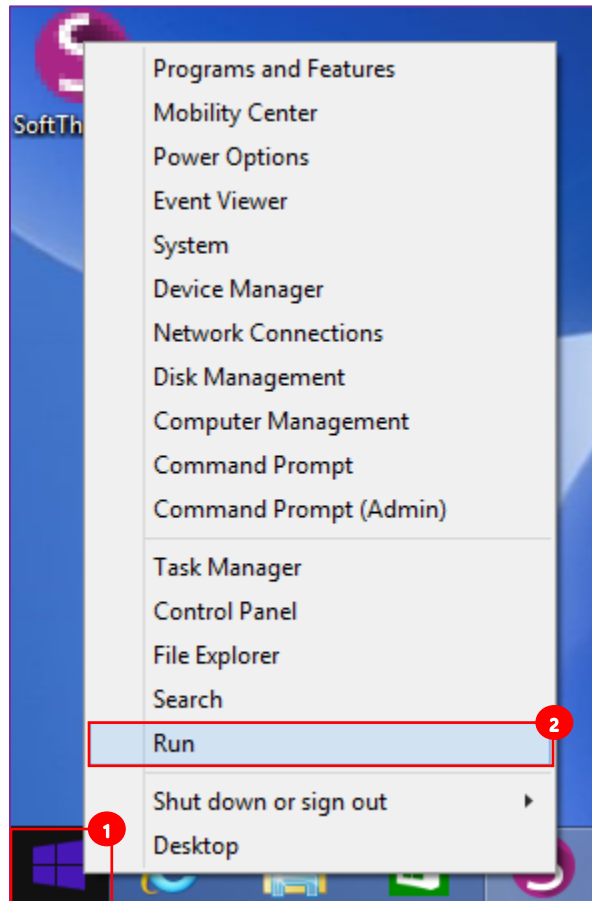 SoftTh
Programs and Features
Mobility Center
Power Options
Event Viewer
System
Device Manager
Network Connections
Disk Management
Computer Management
Command Prompt
Command Prompt (Admin)
Task Manager
Control Panel
File Explorer
Search
2
Run
Shut down or sign out
1
Desktop